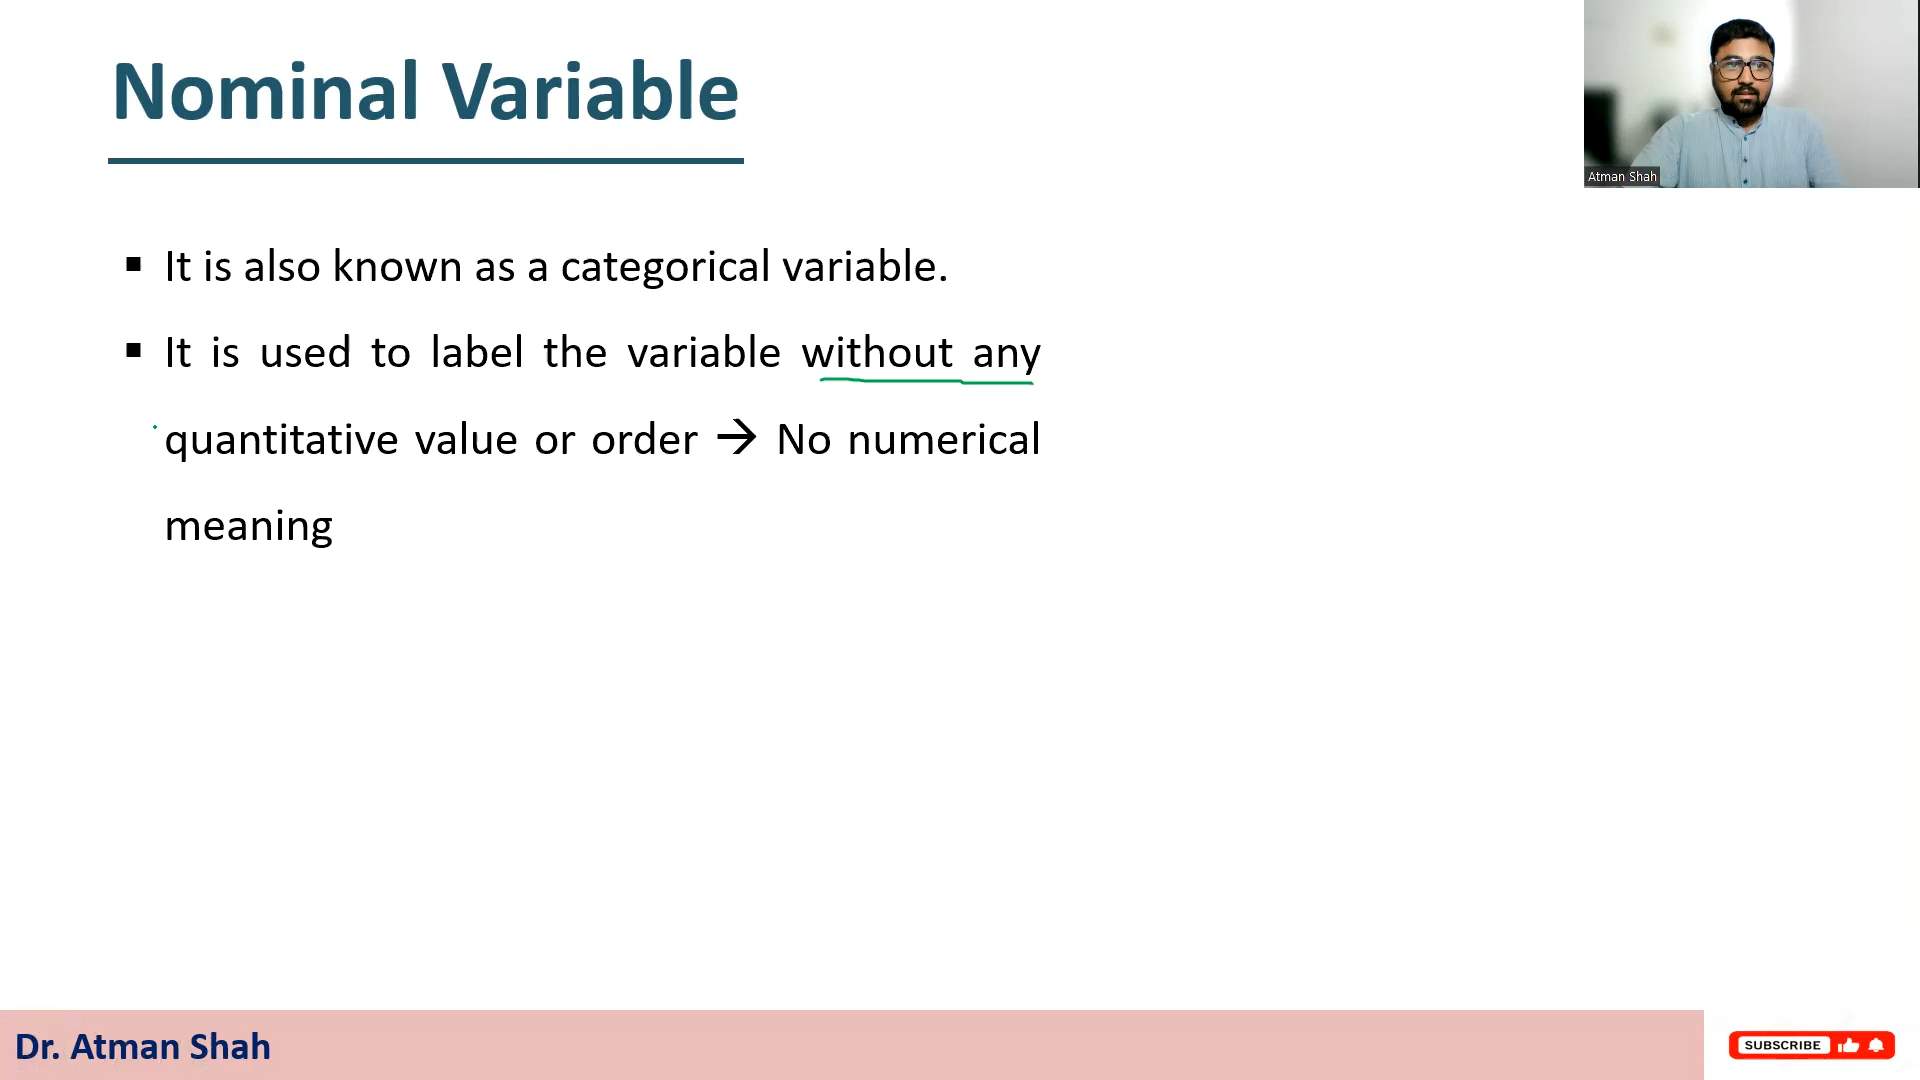 Nominal Variable
Atman Shah
▪ It is also known as a categorical variable.
▪ It is used to label the variable without any
quantitative value or order → No numerical
meaning
Dr. Atman Shah
SUBSCRIBE